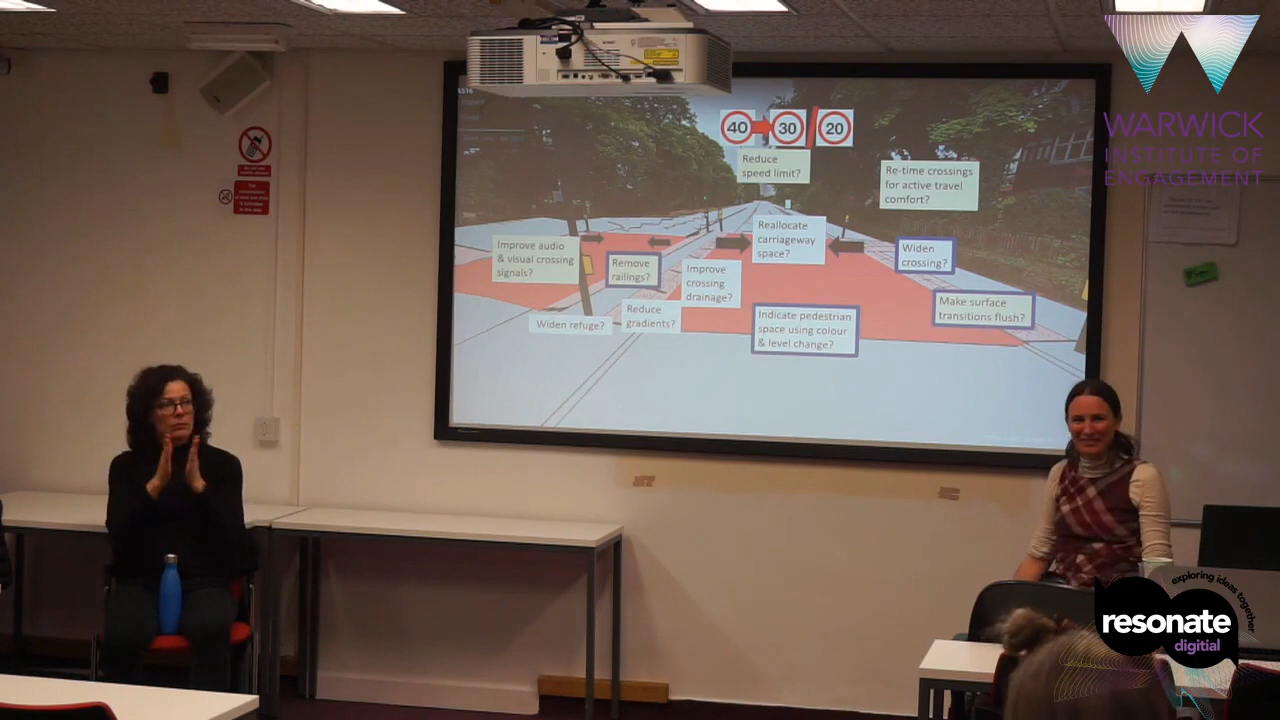 WARWICK
INSTITUTE OF
ENGAGEMENT
A516
40
30
20
Reduce
speed limit?
Re-time crossings
for active travel
comfort?
Reallocate
carriageway
space?
Improve audio
& visual crossing
signals?
Remove
railings?
Widen
crossing?
Improve
crossing
drainage?
Make surface
transitions flush?
Widen refuge?
Reduce
gradients?
Indicate pedestrian
space using colour
& level change?
exploring ideas together
resonate
digitial